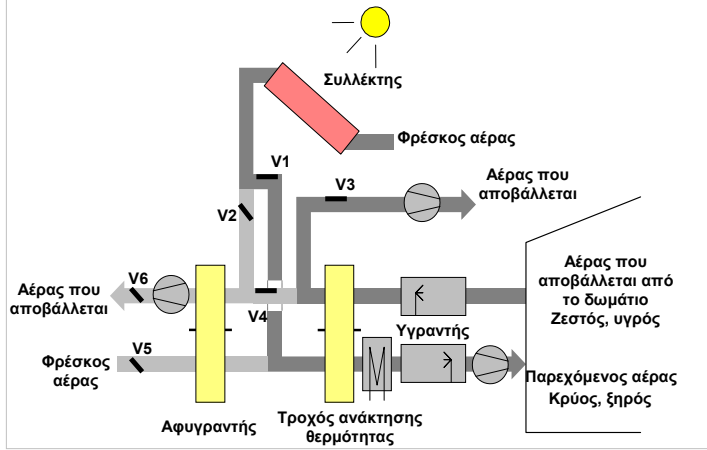 Συλλέκτης
Φρέσκος αέρας
V1
V3
Αέρας που
αποβάλλεται
V2
V6
Αέρας που
αποβάλλεται
V4
Υγραντής
Αέρας που
αποβάλλεται από
το δωμάτιο
Ζεστός, υγρός
V5
Φρέσκος
αέρας
Παρεχόμενος αέρας
Κρύος, ξηρός
Αφυγραντής
Τροχός ανάκτησης
θερμότητας